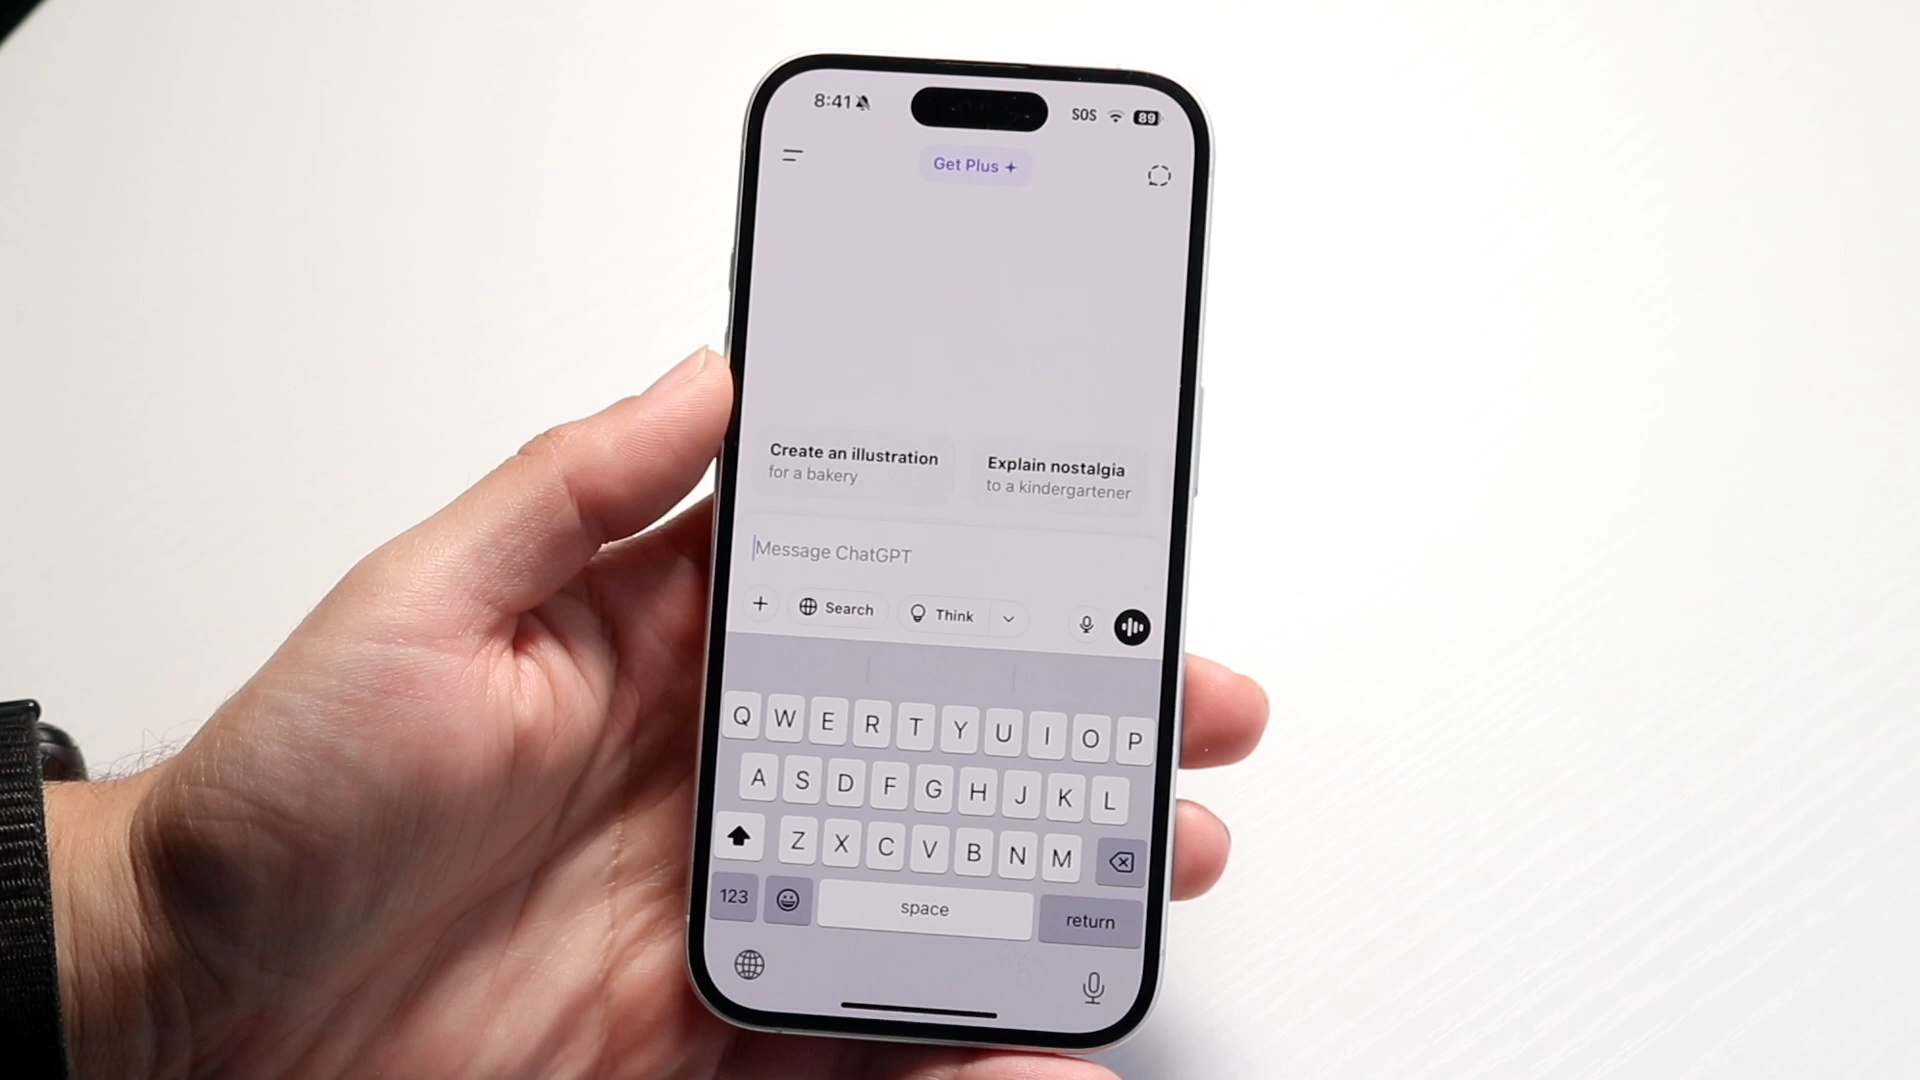 8:41
SOS 89
Get Plus
Create an illustration
for a bakery
Explain nostalgia
to a kindergartener
Message ChatGPT
Search
Think
Q W E R T Y U I O P
A S D F G H J K L
Z X C V B N M
123
space
return